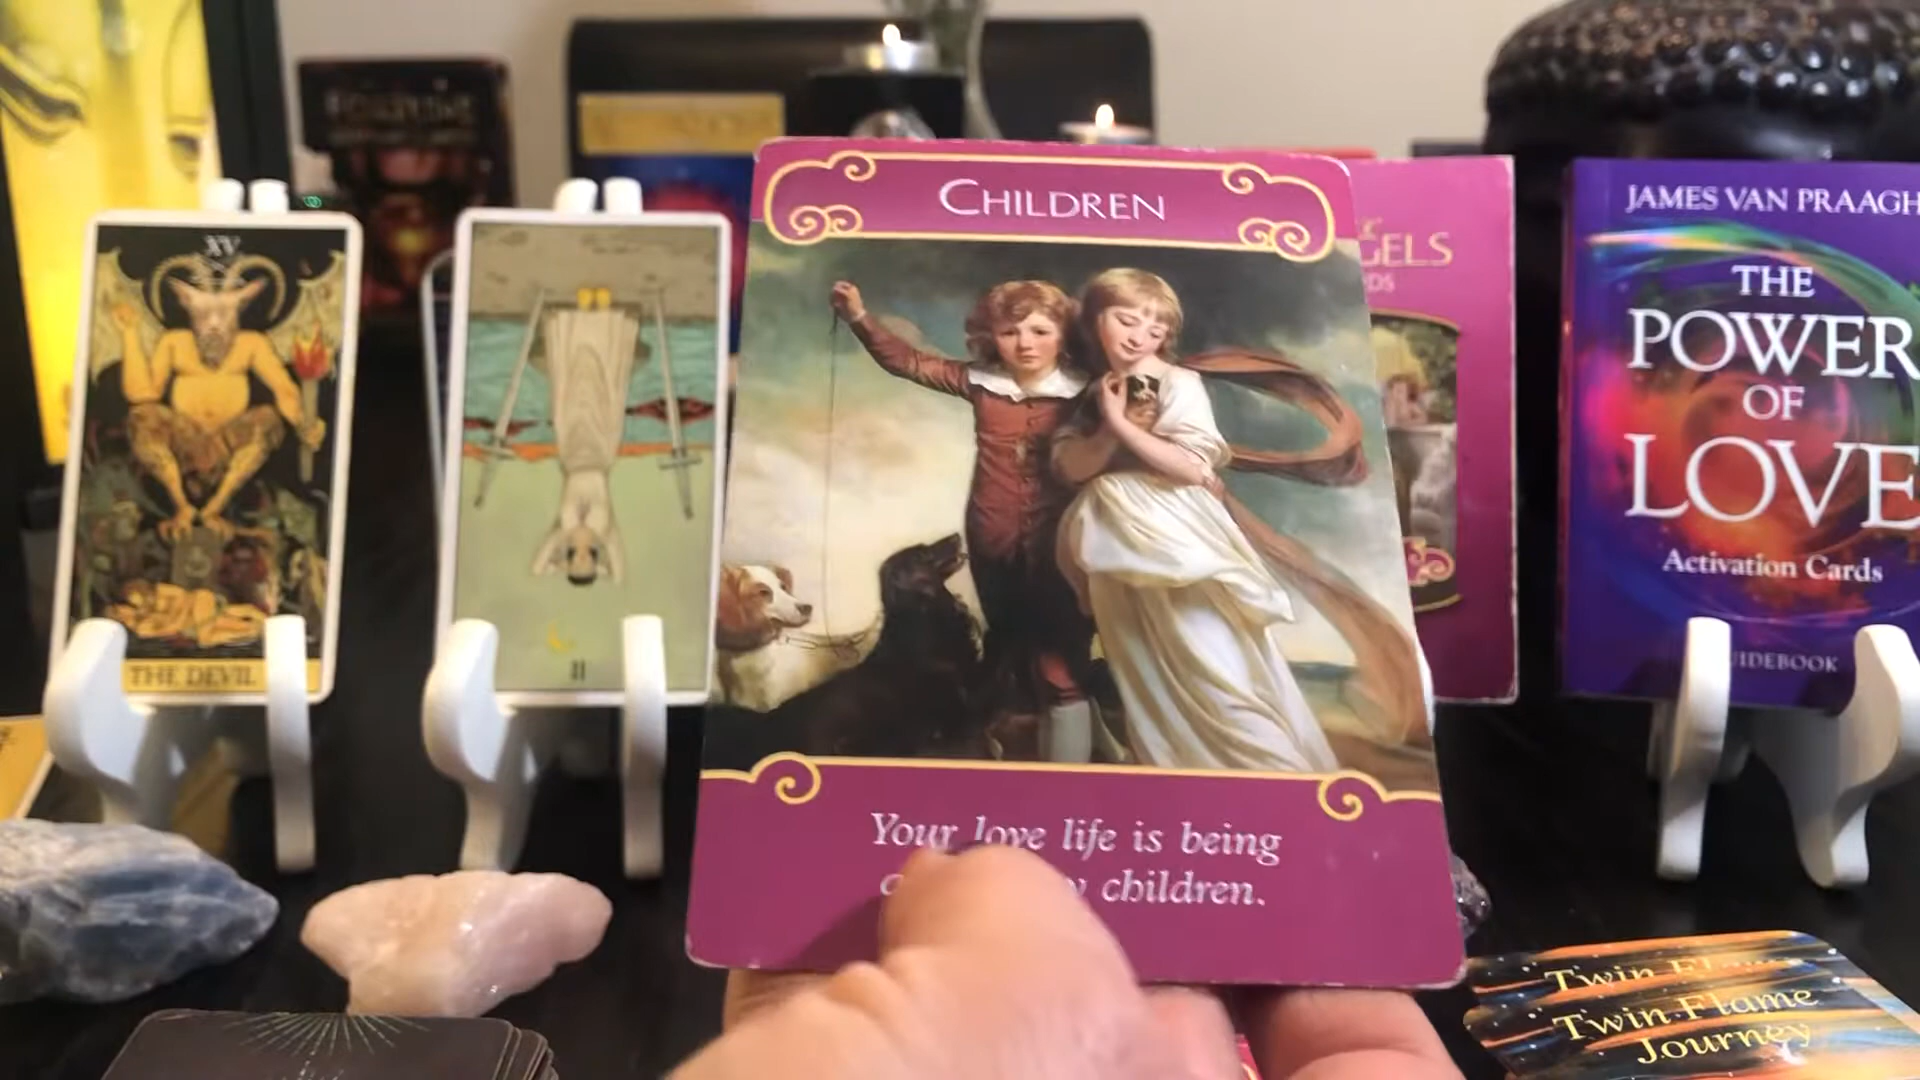 CHILDREN
Your love life is being
children.
XV
THE DEVIL
II
GELS
JAMES VAN PRAAGH
THE
POWER
OF
LOVE
Activation Cards
Twin
Twin Flame
Journey